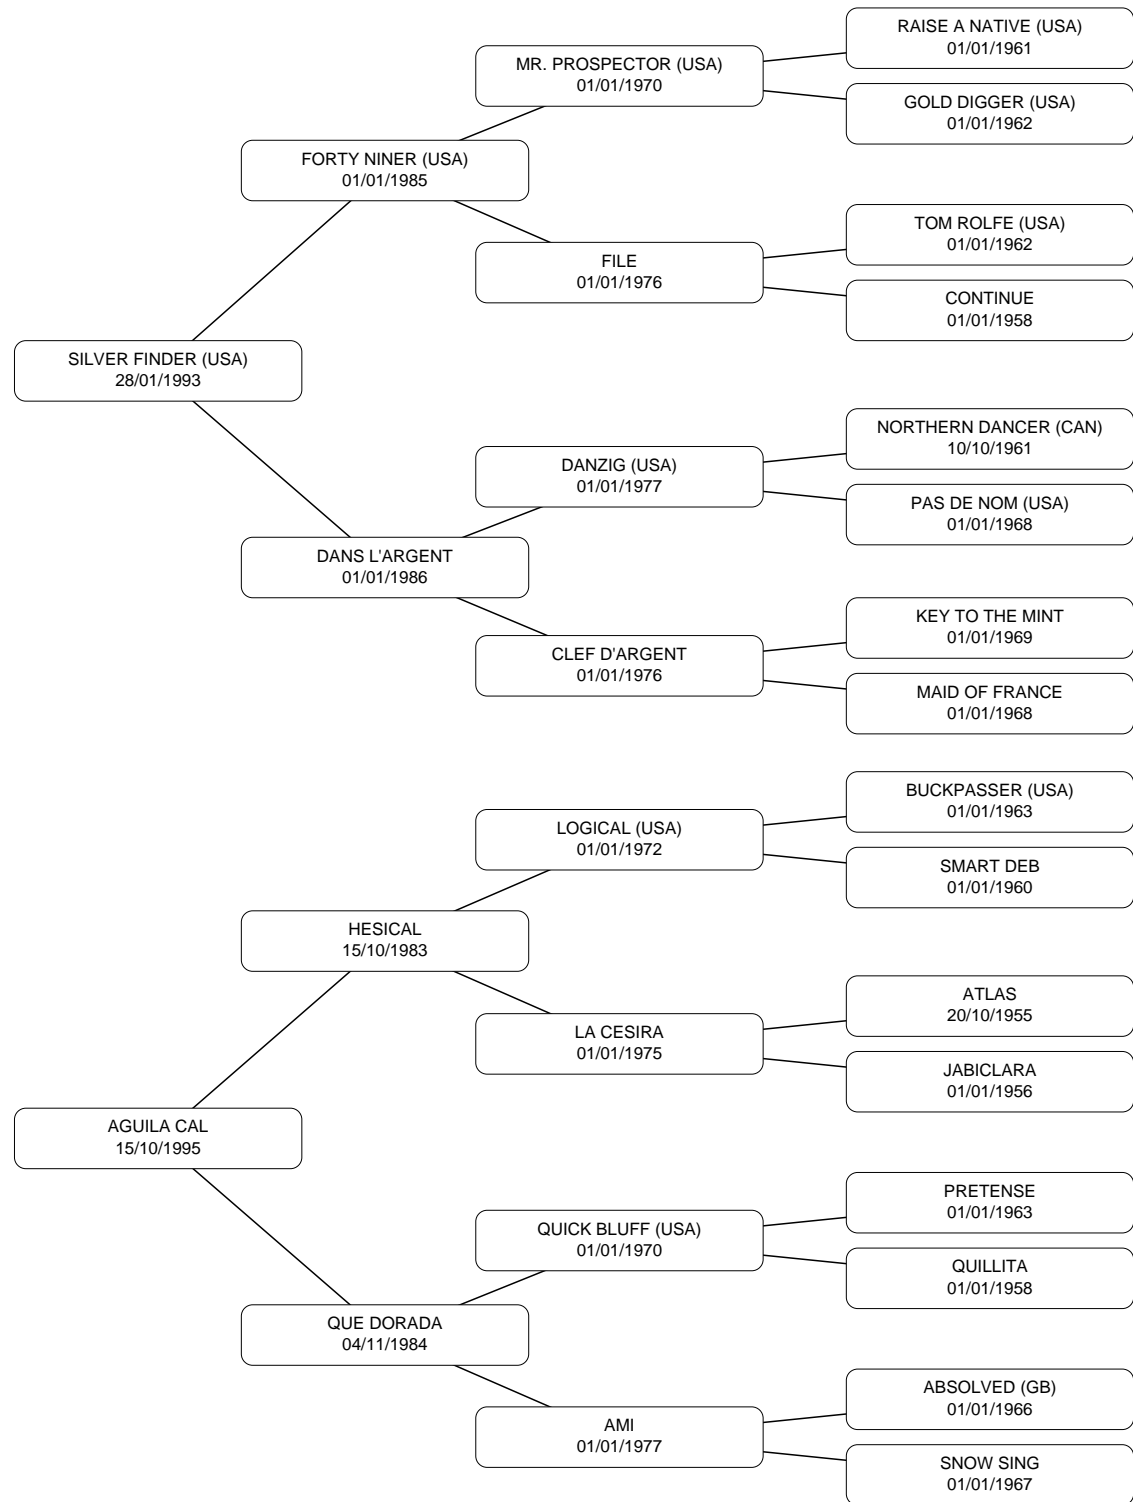 RAISE A NATIVE (USA)
01/01/1961
MR. PROSPECTOR (USA)
01/01/1970
GOLD DIGGER (USA)
01/01/1962
FORTY NINER (USA)
01/01/1985
TOM ROLFE (USA)
01/01/1962
FILE
01/01/1976
CONTINUE
01/01/1958
SILVER FINDER (USA)
28/01/1993
NORTHERN DANCER (CAN)
10/10/1961
DANZIG (USA)
01/01/1977
PAS DE NOM (USA)
01/01/1968
DANS L'ARGENT
01/01/1986
KEY TO THE MINT
01/01/1969
CLEF D'ARGENT
01/01/1976
MAID OF FRANCE
01/01/1968
BUCKPASSER (USA)
01/01/1963
LOGICAL (USA)
01/01/1972
SMART DEB
01/01/1960
HESICAL
15/10/1983
ATLAS
20/10/1955
LA CESIRA
01/01/1975
JABICLARA
01/01/1956
AGUILA CAL
15/10/1995
PRETENSE
01/01/1963
QUICK BLUFF (USA)
01/01/1970
QUILLITA
01/01/1958
QUE DORADA
04/11/1984
ABSOLVED (GB)
01/01/1966
AMI
01/01/1977
SNOW SING
01/01/1967